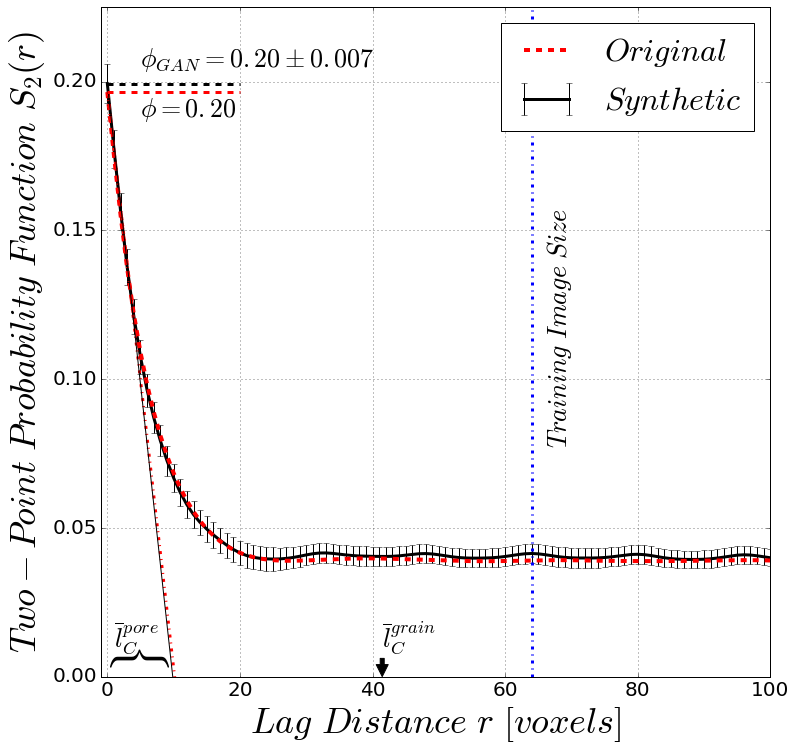 Two-Point Probability Function S₂(r)
0.20
0.15
0.10
0.05
0.00
ϕ_GAN = 0.20 ± 0.007
ϕ = 0.20
Original
Synthetic
Training Image Size
l̄_C^pore
l̄_C^grain
0
20
40
60
80
100
Lag Distance r [voxels]